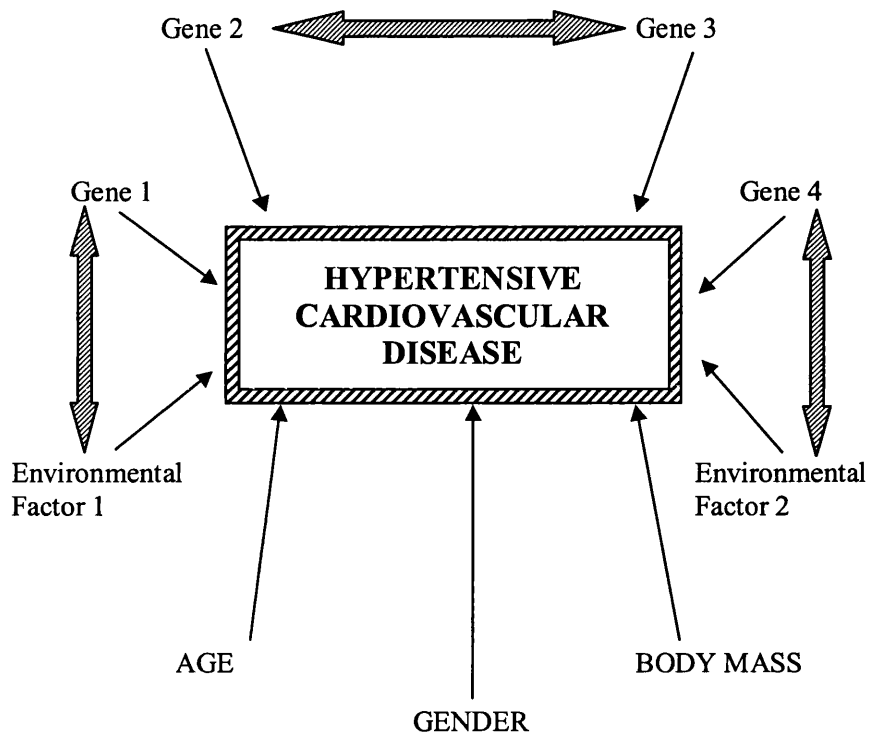 Gene 2
Gene 3
Gene 1
Gene 4
HYPERTENSIVE
CARDIOVASCULAR
DISEASE
Environmental
Factor 1
Environmental
Factor 2
AGE
BODY MASS
GENDER